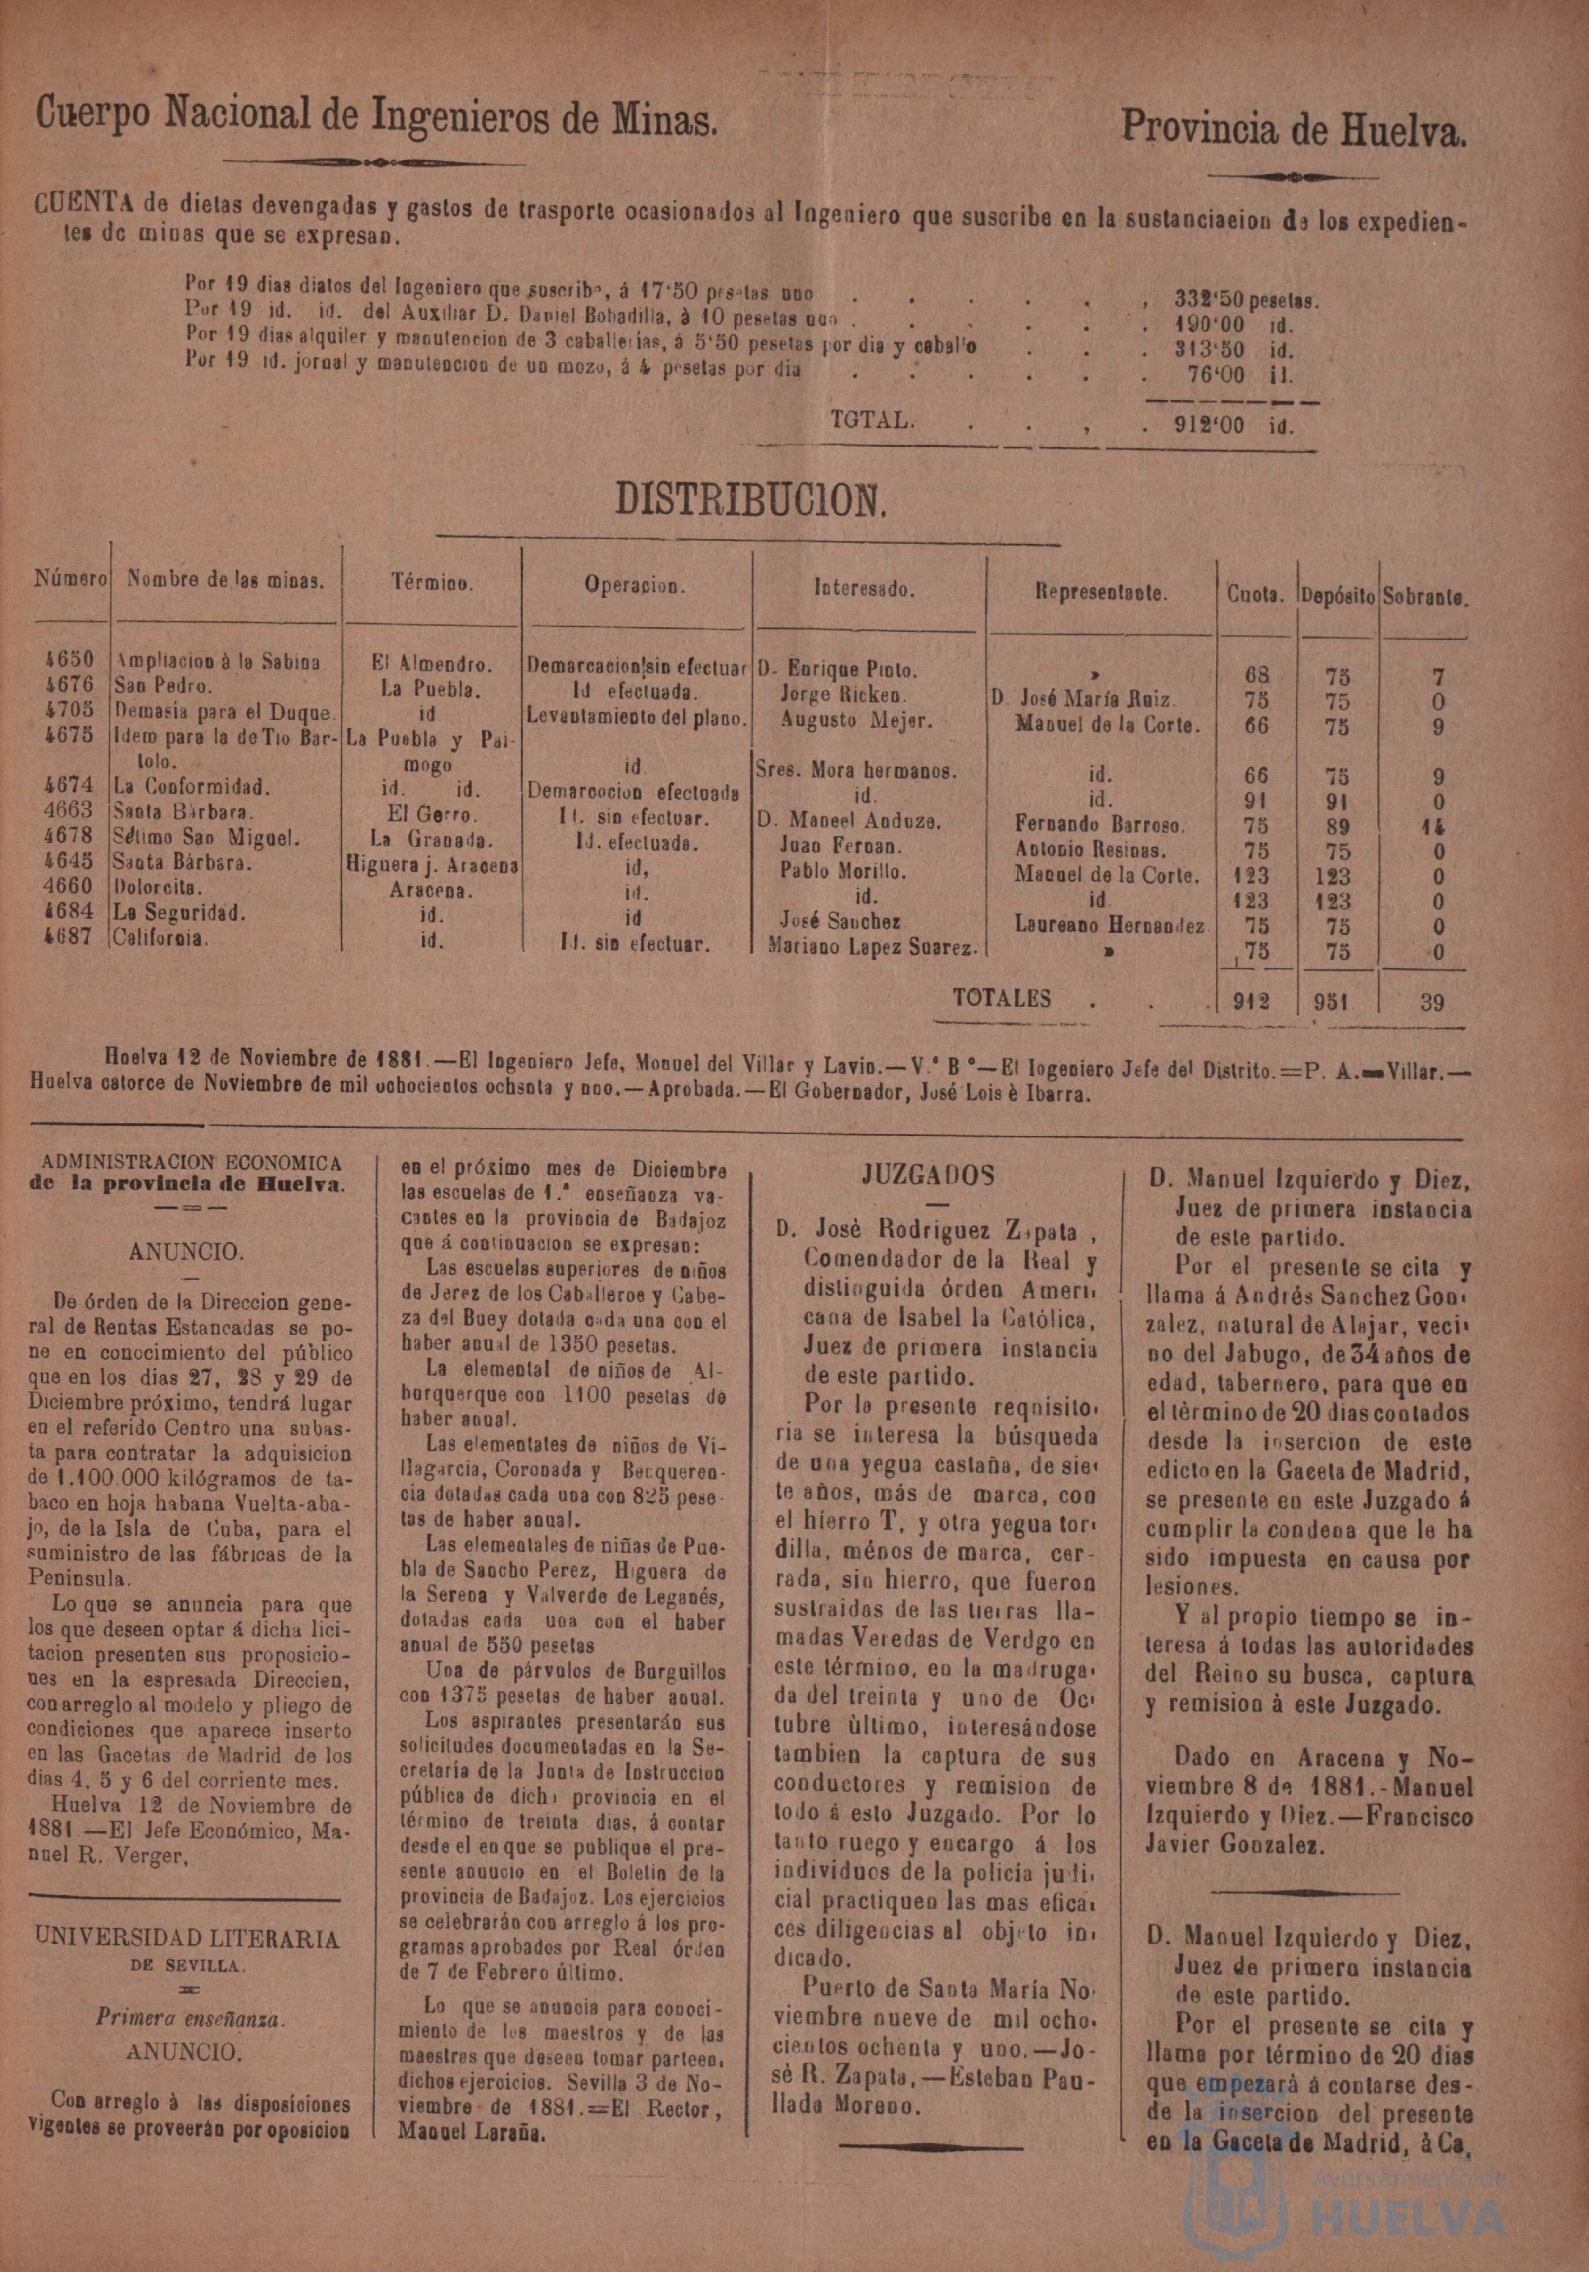 Cuerpo Nacional de Ingenieros de Minas.
Provincia de Huelva.
CUENTA de dietas devengadas y gastos de trasporte ocasionados al Ingeniero que suscribe en la sustanciacion de los expedien-
tes de minas que se expresan.
Por 19 dias diatos del Ingeniero que suscribe, á 17'50 pesetas uno . . . . . , 332'50 pesetas.
Por 19 id. id. del Auxiliar D. Daniel Bobadilla, à 10 pesetas uno . . . . . 190'00 id.
Por 19 dias alquiler y manutencion de 3 caballerías, á 5'50 pesetas por dia y caballo . . . 313'50 id.
Por 19 id. jornal y manutencion de un mozo, á 4 pesetas por dia . . . . . . 76'00 id.
TOTAL. . . , . 912'00 id.
DISTRIBUCION.
Número Nombre de las minas. Término. Operacion. Interesado. Representante. Cuota. Depósito Sobrante.
4650 Ampliacion à la Sabina. El Almendro. Demarcacion sin efectuar D. Enrique Pinto. » 68 75 7
4676 San Pedro. La Puebla. Id efectuada. Jorge Ricken. D. José María Ruiz. 75 75 0
4705 Demasía para el Duque. id Levantamiento del plano. Augusto Mejer. Manuel de la Corte. 66 75 9
4675 Idem para la de Tio Bar- La Puebla y Pai-
tolo. mogo id. Sres. Mora hermanos. id. 66 75 9
4674 La Conformidad. id. id. Demarcocion efectuada id. id. 91 91 0
4663 Santa Bárbara. El Gerro. Id. sin efectuar. D. Maneel Anduze. Fernando Barroso. 75 89 14
4678 Sétimo San Miguel. La Granada. Id. efectuada. Juan Fernan. Antonio Resinas. 75 75 0
4645 Santa Bàrbara. Higuera j. Aracena id, Pablo Morillo. Manuel de la Corte. 123 123 0
4660 Dolorcita. Aracena. id. id. id 123 123 0
4684 La Seguridad. id. id José Sanchez Laureano Hernandez 75 75 0
4687 California. id. Id. sin efectuar. Mariano Lapez Suarez. » 75 75 0
TOTALES . . . 912 951 39
Huelva 12 de Noviembre de 1881.—El Ingeniero Jefe, Monuel del Villar y Lavin.—V.° B°—El Ingeniero Jefe del Distrito.=P. A.=Villar.—
Huelva catorce de Noviembre de mil uchocientos ochenta y uno.—Aprobada.—El Gobernador, José Lois è Ibarra.
ADMINISTRACION ECONOMICA
de la provincia de Huelva.
ANUNCIO.
De órden de la Direccion gene-
ral de Rentas Estancadas se po-
ne en conocimiento del público
que en los dias 27, 28 y 29 de
Diciembre próximo, tendrá lugar
en el referido Centro una subas-
ta para contratar la adquisicion
de 1.100.000 kilógramos de ta-
baco en hoja habana Vuelta-aba-
jo, de la Isla de Cuba, para el
suministro de las fábricas de la
Peninsula.
Lo que se anuncia para que
los que deseen optar á dicha lici-
tacion presenten sus proposicio-
nes en la espresada Direccien,
con arreglo al modelo y pliego de
condiciones que aparece inserto
en las Gacetas de Madrid de los
dias 4, 5 y 6 del corriente mes.
Huelva 12 de Noviembre de
1881.—El Jefe Económico, Ma-
nuel R. Verger,
UNIVERSIDAD LITERARIA
DE SEVILLA.
Primera enseñanza.
ANUNCIO.
Con arreglo à las disposíciones
vigentes se proveerán por oposicion
en el próximo mes de Diciembre
las escuelas de 1.ª enseñanza va-
cantes en la provincia de Badajoz
que á continuacion se expresan:
Las escuelas superiores de niños
de Jerez de los Caballeros y Cabe-
za del Buey dotada cada una con el
haber anual de 1350 pesetas.
La elemental de niños de Al-
burquerque con 1100 pesetas de
haber anual.
Las elementales de niños de Vi-
llagarcia, Coronada y Becqueren-
cia dotadas cada una con 825 pese-
tas de haber anual.
Las elementales de niñas de Pue-
bla de Sancho Perez, Higuera de
la Serena y Valverde de Leganés,
dotadas cada una con el haber
anual de 550 pesetas
Una de párvulos de Burguillos
con 1375 pesetas de haber anual.
Los aspirantes presentarán sus
solicitudes documentadas en la Se-
cretaría de la Junta de Instruccion
pública de dicha provincia en el
término de treinta dias, á contar
desde el en que se publique el pre-
sente anuucio en el Boletin de la
provincia de Badajoz. Los ejercicios
se celebrarán con arreglo á los pro-
gramas aprobados por Real órden
de 7 de Febrero último.
Lo que se anuncia para conoci-
miento de los maestros y de las
maestras que deseen tomar parteen,
dichos ejercicios. Sevilla 3 de No-
viembre de 1881.=El Rector,
Manuel Laraña.
JUZGADOS
D. José Rodriguez Zapata ,
Comendador de la Real y
distinguida órden Ameri
cana de Isabel la Católica,
Juez de primera instancia
de este partido.
Por la presente requisito-
ria se interesa la búsqueda
de una yegua castaña, de sie-
te años, más de marca, con
el hierro T, y otra yegua tor-
dilla, ménos de marca, cer-
rada, sin hierro, que fueron
sustraidas de las tierras lla-
madas Veredas de Verdgo en
este término, en la madruga-
da del treinta y uno de Oc-
tubre ùltimo, interesándose
tambien la captura de sus
conductores y remision de
todo á esto Juzgado. Por lo
tanto ruego y encargo á los
individuos de la policía judi-
cial practiquen las mas efica-
ces diligencias al objeto in-
dicado.
Puerto de Santa María No-
viembre nueve de mil ocho-
cientos ochenta y uno.—Jo-
sé R. Zapata,—Esteban Pau-
llada Moreno.
D. Manuel Izquierdo y Diez,
Juez de primera instancia
de este partido.
Por el presente se cita y
llama á Andrés Sanchez Gon-
zalez, natural de Alajar, veci-
no del Jabugo, de 34 años de
edad, tabernero, para que en
el tèrmino de 20 dias contados
desde la insercion de este
edicto en la Gaceta de Madrid,
se presente en este Juzgado á
cumplir la condena que le ha
sido impuesta en causa por
lesiones.
Y al propio tiempo se in-
teresa á todas las autoridades
del Reino su busca, captura
y remision à este Juzgado.
Dado en Aracena y No-
viembre 8 de 1881.-Manuel
Izquierdo y Diez.—Francisco
Javier Gonzalez.
D. Manuel Izquierdo y Diez,
Juez de primera instancia
de este partido.
Por el presente se cita y
llama por término de 20 dias
que empezará á contarse des-
de la insercion del presente
en la Gaceta de Madrid, à Ca,
Ayuntamiento de
HUELVA